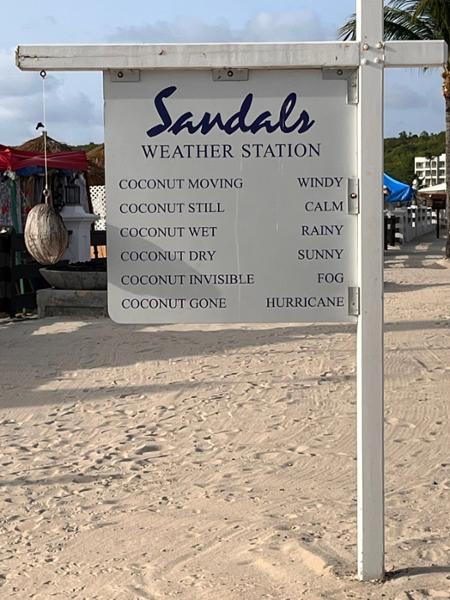 Sandals
WEATHER STATION
COCONUT MOVING WINDY
COCONUT STILL CALM
COCONUT WET RAINY
COCONUT DRY SUNNY
COCONUT INVISIBLE FOG
COCONUT GONE HURRICANE